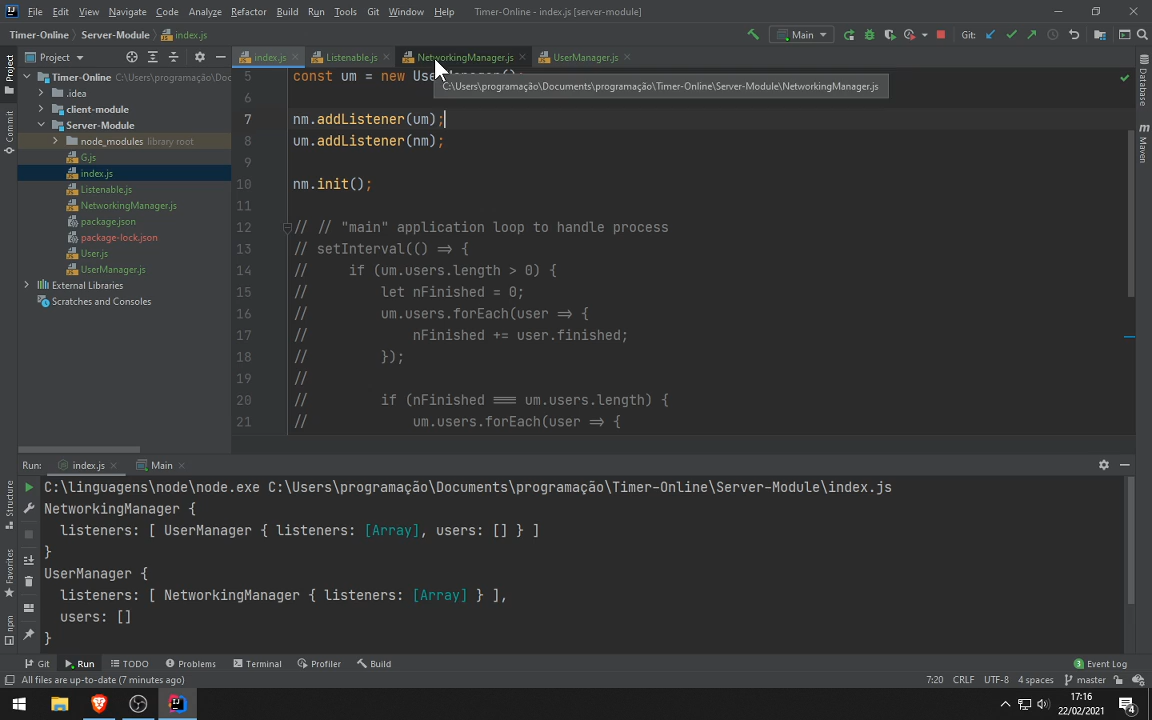 File Edit View Navigate Code Analyze Refactor Build Run Tools Git Window Help Timer-Online - index.js [server-module]
Timer-Online Server-Module index.js Main Git:
Project index.js Listenable.js NetworkingManager.js UserManager.js
C:\Users\programação\Documents\programação\Timer-Online\Server-Module\NetworkingManager.js
Project
Commit
Structure
Favorites
npm
Database
Maven
Timer-Online C:\Users\programação\Doc
.idea
client-module
Server-Module
node_modules library root
G.js
index.js
Listenable.js
NetworkingManager.js
package.json
package-lock.json
User.js
UserManager.js
External Libraries
Scratches and Consoles
5 const um = new UserManager();
6
7 nm.addListener(um);
8 um.addListener(nm);
9
10 nm.init();
11
12 // // "main" application loop to handle process
13 // setInterval(() => {
14 // if (um.users.length > 0) {
15 // let nFinished = 0;
16 // um.users.forEach(user => {
17 // nFinished += user.finished;
18 // });
19 //
20 // if (nFinished === um.users.length) {
21 // um.users.forEach(user => {
Run: index.js Main
C:\linguagens\node\node.exe C:\Users\programação\Documents\programação\Timer-Online\Server-Module\index.js
NetworkingManager {
listeners: [ UserManager { listeners: [Array], users: [] } ]
}
UserManager {
listeners: [ NetworkingManager { listeners: [Array] } ],
users: []
}
Git Run TODO Problems Terminal Profiler Build 3 Event Log
All files are up-to-date (7 minutes ago) 7:20 CRLF UTF-8 4 spaces master
17:16
22/02/2021
4